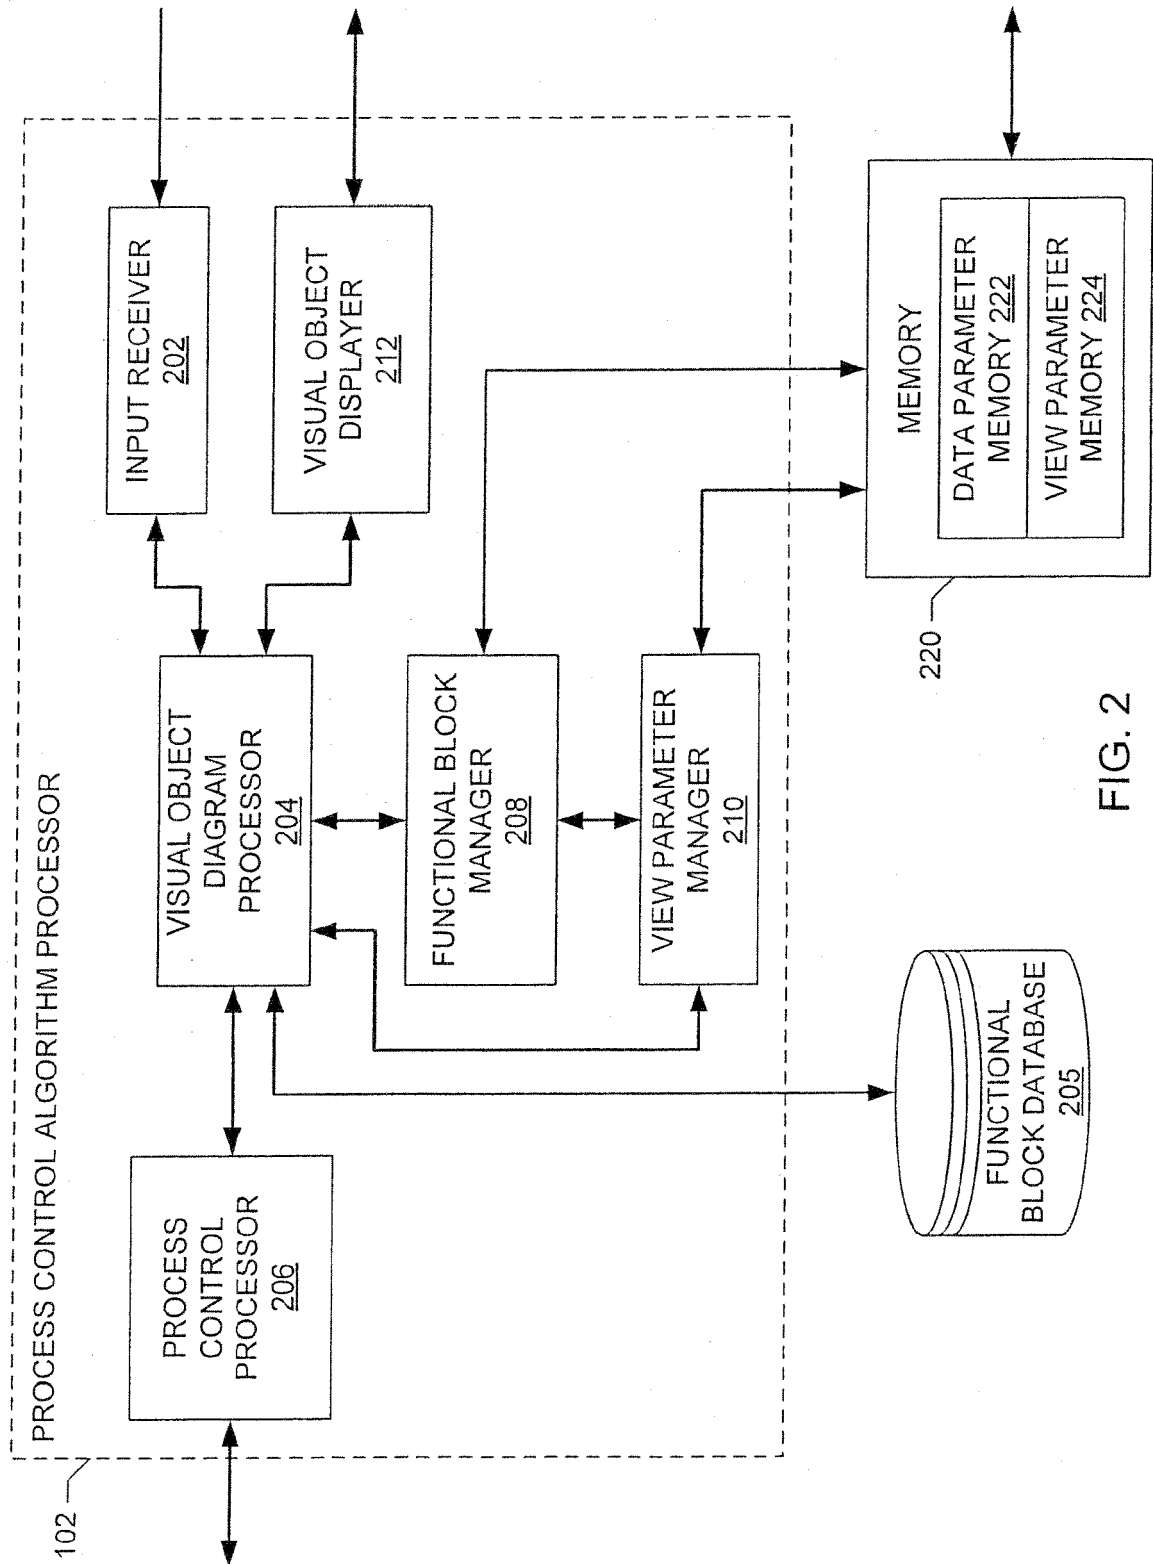 102
PROCESS CONTROL ALGORITHM PROCESSOR
PROCESS
CONTROL
PROCESSOR
206
VISUAL OBJECT
DIAGRAM
PROCESSOR
204
INPUT RECEIVER
202
VISUAL OBJECT
DISPLAYER
212
FUNCTIONAL BLOCK
MANAGER
208
VIEW PARAMETER
MANAGER
210
FUNCTIONAL
BLOCK DATABASE
205
220
MEMORY
DATA PARAMETER
MEMORY 222
VIEW PARAMETER
MEMORY 224
FIG. 2